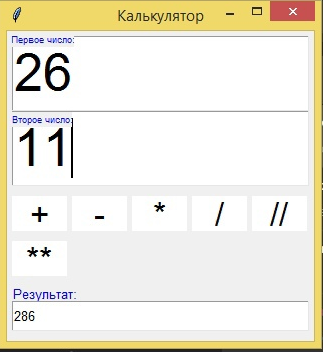 Калькулятор
Первое число:
26
Второе число:
11
+ - * / //
**
Результат:
286